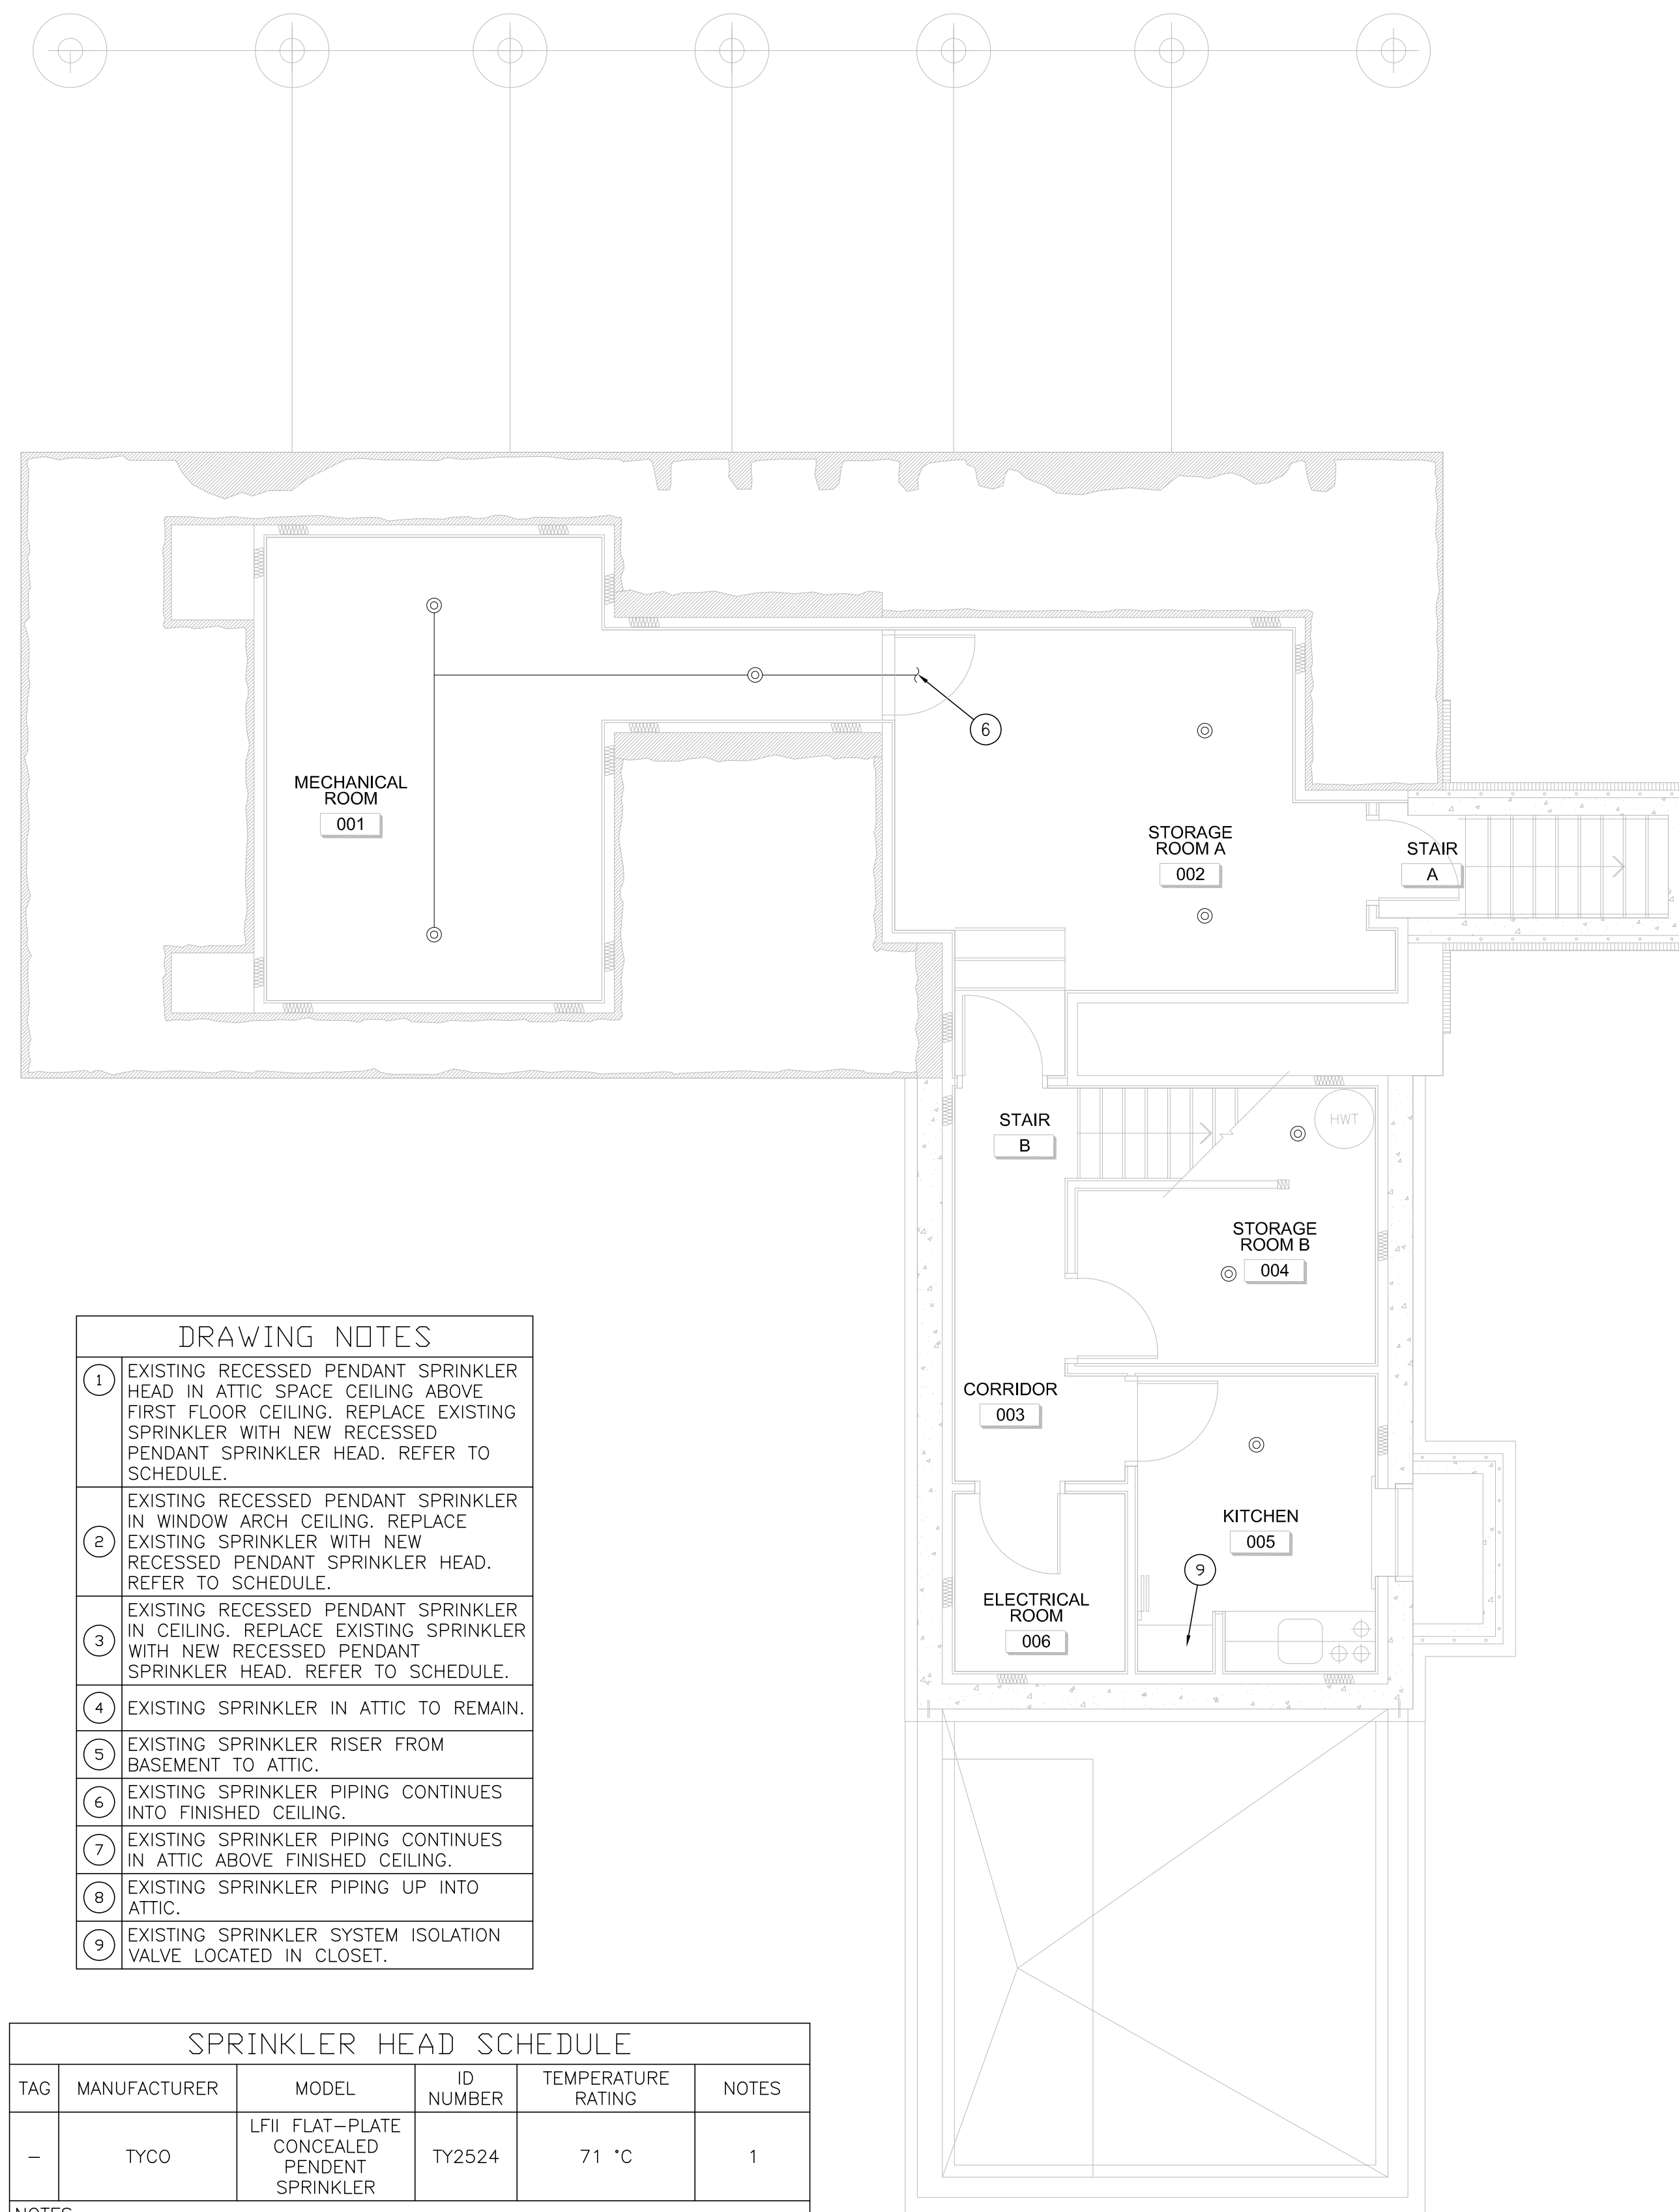 6
MECHANICAL
ROOM
001
STORAGE
ROOM A
002
STAIR
A
STAIR
B
HWT
STORAGE
ROOM B
004
CORRIDOR
003
KITCHEN
005
9
ELECTRICAL
ROOM
006
DRAWING NOTES
1
EXISTING RECESSED PENDANT SPRINKLER
HEAD IN ATTIC SPACE CEILING ABOVE
FIRST FLOOR CEILING. REPLACE EXISTING
SPRINKLER WITH NEW RECESSED
PENDANT SPRINKLER HEAD. REFER TO
SCHEDULE.
2
EXISTING RECESSED PENDANT SPRINKLER
IN WINDOW ARCH CEILING. REPLACE
EXISTING SPRINKLER WITH NEW
RECESSED PENDANT SPRINKLER HEAD.
REFER TO SCHEDULE.
3
EXISTING RECESSED PENDANT SPRINKLER
IN CEILING. REPLACE EXISTING SPRINKLER
WITH NEW RECESSED PENDANT
SPRINKLER HEAD. REFER TO SCHEDULE.
4
EXISTING SPRINKLER IN ATTIC TO REMAIN.
5
EXISTING SPRINKLER RISER FROM
BASEMENT TO ATTIC.
6
EXISTING SPRINKLER PIPING CONTINUES
INTO FINISHED CEILING.
7
EXISTING SPRINKLER PIPING CONTINUES
IN ATTIC ABOVE FINISHED CEILING.
8
EXISTING SPRINKLER PIPING UP INTO
ATTIC.
9
EXISTING SPRINKLER SYSTEM ISOLATION
VALVE LOCATED IN CLOSET.
SPRINKLER HEAD SCHEDULE
TAG MANUFACTURER MODEL ID NUMBER TEMPERATURE RATING NOTES
– TYCO LFII FLAT–PLATE CONCEALED PENDENT SPRINKLER TY2524 71 °C 1
NOTES